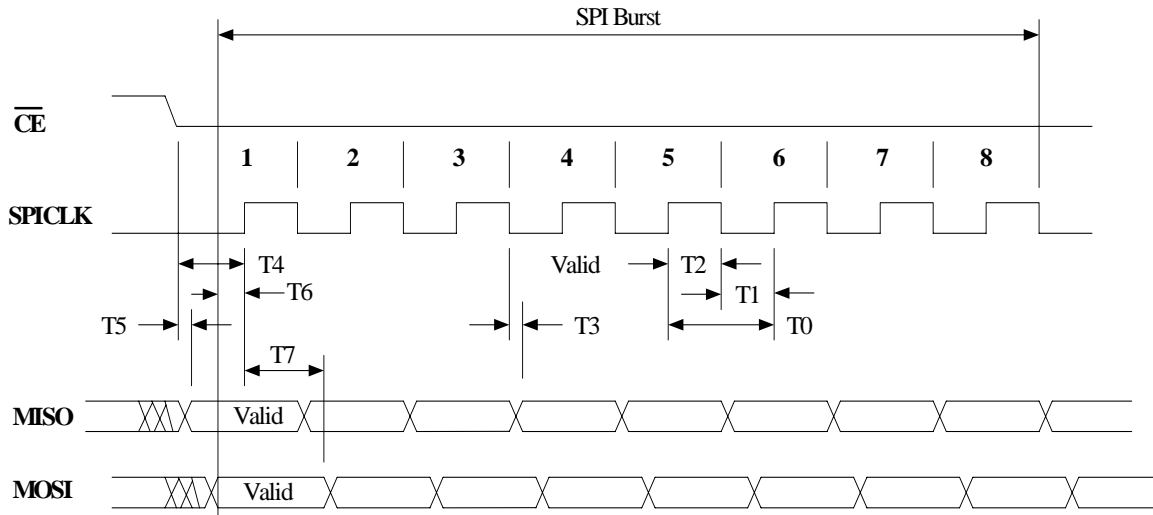 SPI Burst
CE
1 2 3 4 5 6 7 8
SPICLK
T4 Valid T2
T6 T1
T5 T3 T0
T7
MISO Valid
MOSI Valid